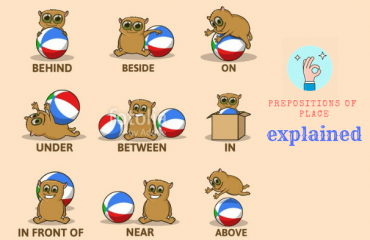 BEHIND BESIDE ON
UNDER BETWEEN IN
IN FRONT OF NEAR ABOVE
PREPOSITIONS OF
PLACE
explained